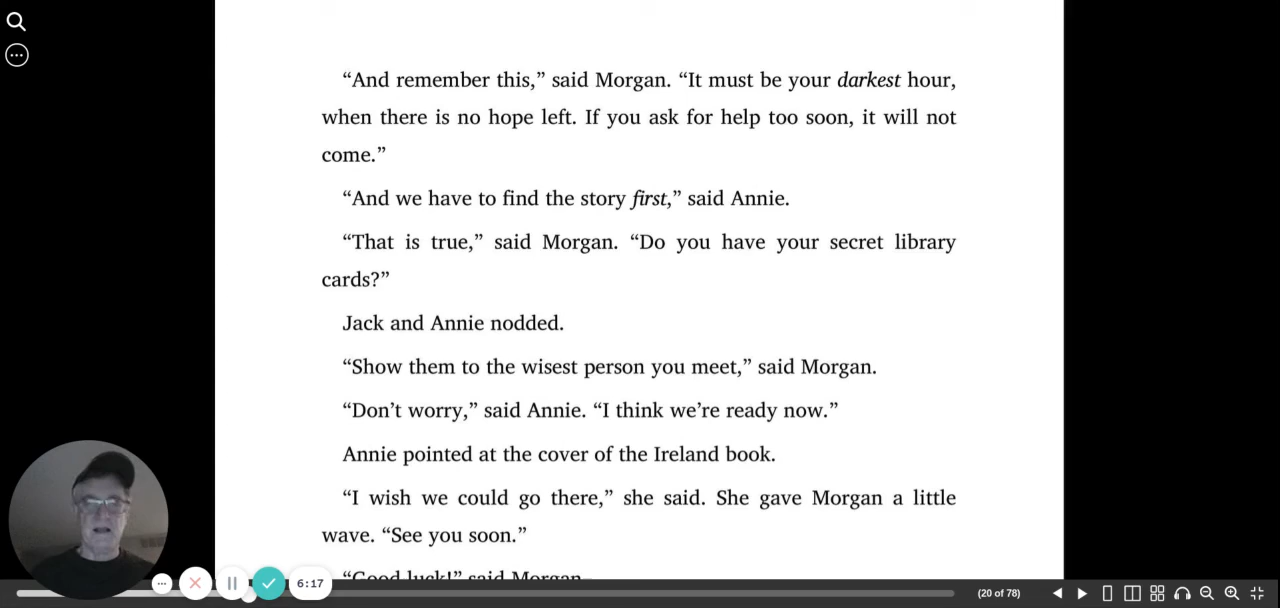 “And remember this,” said Morgan. “It must be your darkest hour,
when there is no hope left. If you ask for help too soon, it will not
come.”
“And we have to find the story first,” said Annie.
“That is true,” said Morgan. “Do you have your secret library
cards?”
Jack and Annie nodded.
“Show them to the wisest person you meet,” said Morgan.
“Don’t worry,” said Annie. “I think we’re ready now.”
Annie pointed at the cover of the Ireland book.
“I wish we could go there,” she said. She gave Morgan a little
wave. “See you soon.”
“Good luck!” said Morgan.
6:17
(20 of 78)